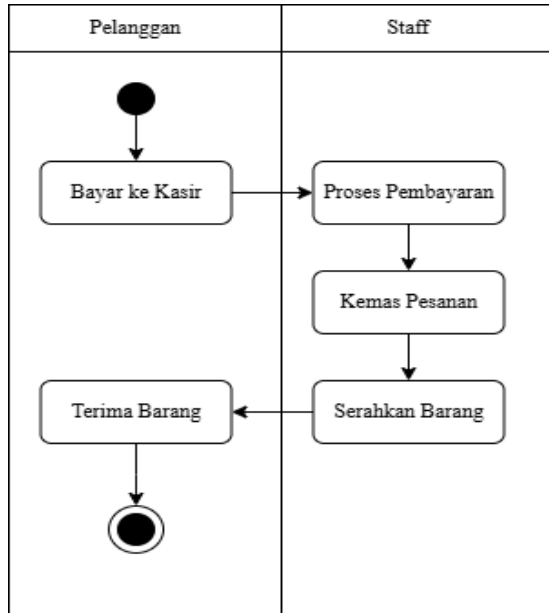 Pelanggan
Staff
Bayar ke Kasir
Proses Pembayaran
Kemas Pesanan
Terima Barang
Serahkan Barang